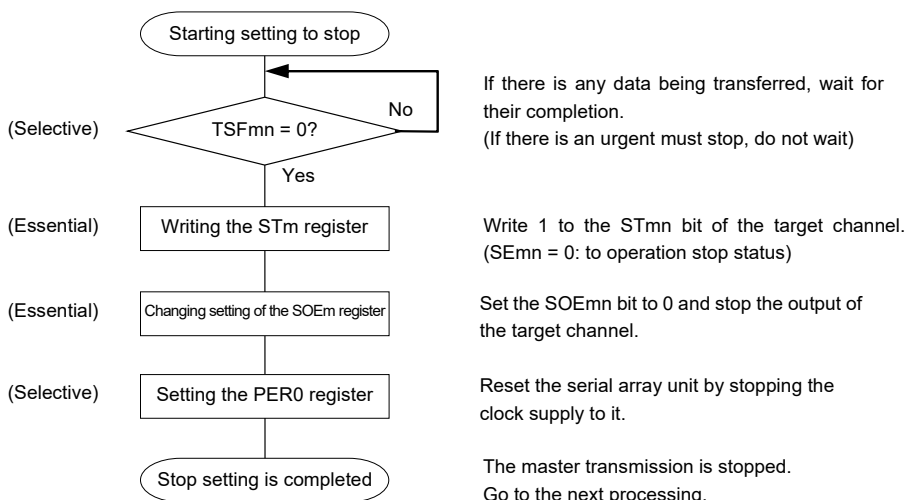 Starting setting to stop
If there is any data being transferred, wait for
their completion.
(If there is an urgent must stop, do not wait)
(Selective)
TSFmn = 0?
No
Yes
(Essential)
Writing the STm register
Write 1 to the STmn bit of the target channel.
(SEmn = 0: to operation stop status)
(Essential)
Changing setting of the SOEm register
Set the SOEmn bit to 0 and stop the output of
the target channel.
(Selective)
Setting the PER0 register
Reset the serial array unit by stopping the
clock supply to it.
Stop setting is completed
The master transmission is stopped.
Go to the next processing.